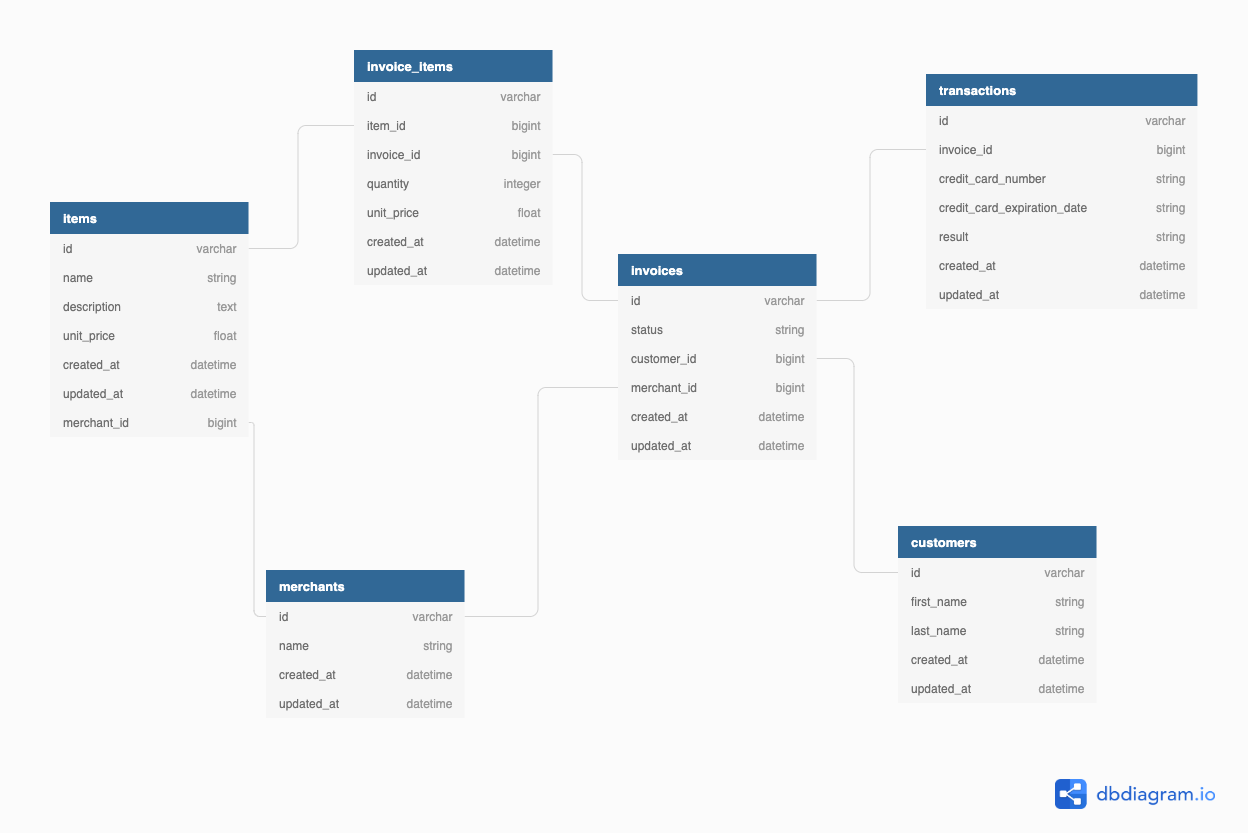 invoice_items
id varchar
item_id bigint
invoice_id bigint
quantity integer
unit_price float
created_at datetime
updated_at datetime
transactions
id varchar
invoice_id bigint
credit_card_number string
credit_card_expiration_date string
result string
created_at datetime
updated_at datetime
items
id varchar
name string
description text
unit_price float
created_at datetime
updated_at datetime
merchant_id bigint
invoices
id varchar
status string
customer_id bigint
merchant_id bigint
created_at datetime
updated_at datetime
merchants
id varchar
name string
created_at datetime
updated_at datetime
customers
id varchar
first_name string
last_name string
created_at datetime
updated_at datetime
dbdiagram.io